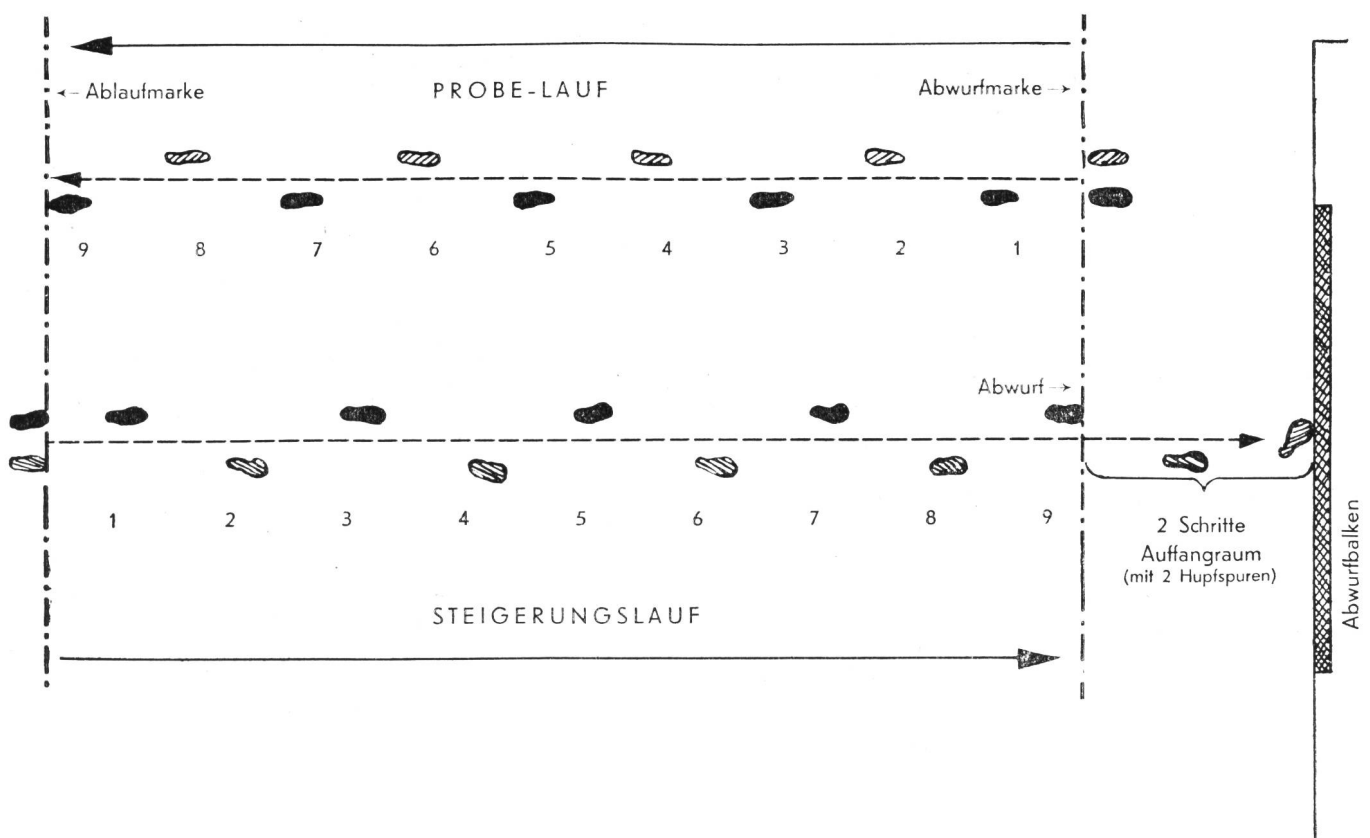 ← Ablaufmarke PROBE-LAUF Abwurfmarke →
9 8 7 6 5 4 3 2 1
Abwurf →
1 2 3 4 5 6 7 8 9
2 Schritte
Auffangraum
(mit 2 Hupfspuren)
STEIGERUNGSLAUF
Abwurfbalken